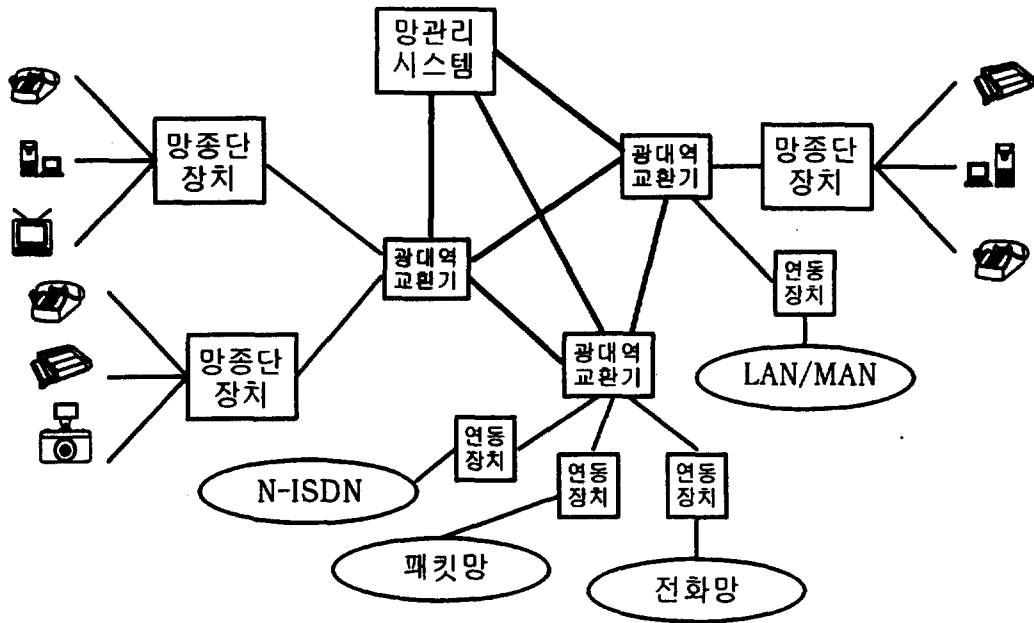 망관리
시스템
망종단
장치
광대역
교환기
망종단
장치
광대역
교환기
연동
장치
망종단
장치
광대역
교환기
LAN/MAN
연동
장치
N-ISDN
연동
장치
연동
장치
패킷망
전화망